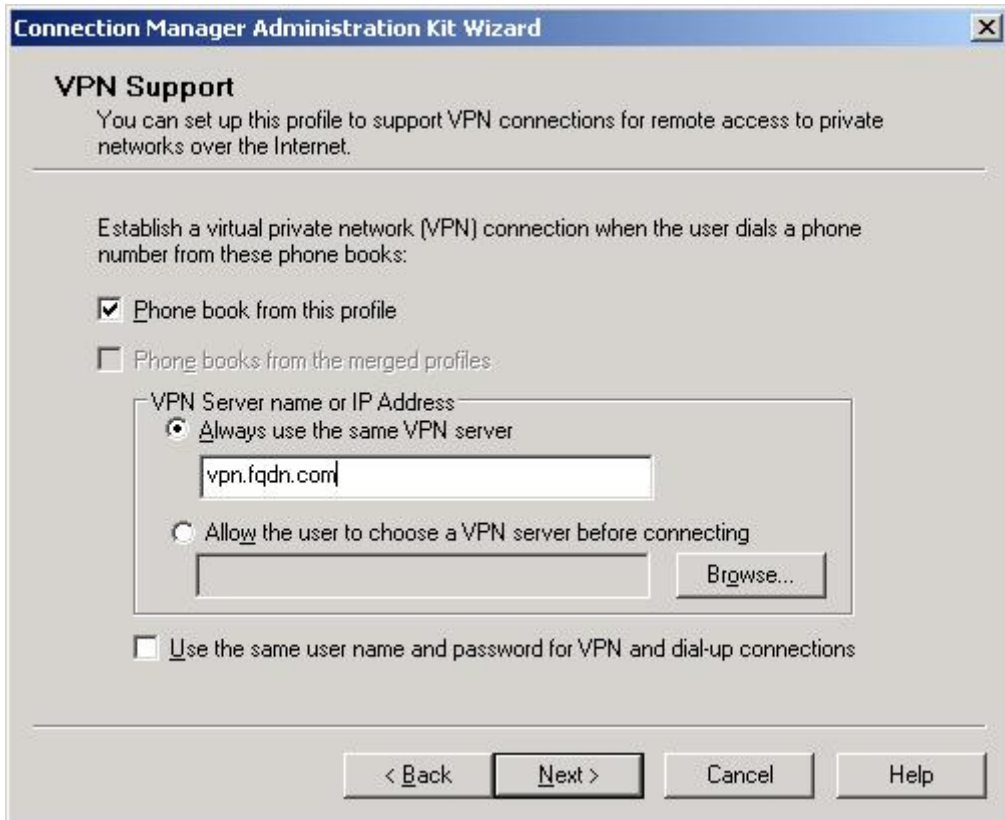 Connection Manager Administration Kit Wizard
VPN Support
You can set up this profile to support VPN connections for remote access to private
networks over the Internet.
Establish a virtual private network (VPN) connection when the user dials a phone
number from these phone books:
Phone book from this profile
Phone books from the merged profiles
VPN Server name or IP Address
Always use the same VPN server
vpn.fqdn.com
Allow the user to choose a VPN server before connecting
Browse...
Use the same user name and password for VPN and dial-up connections
< Back Next > Cancel Help